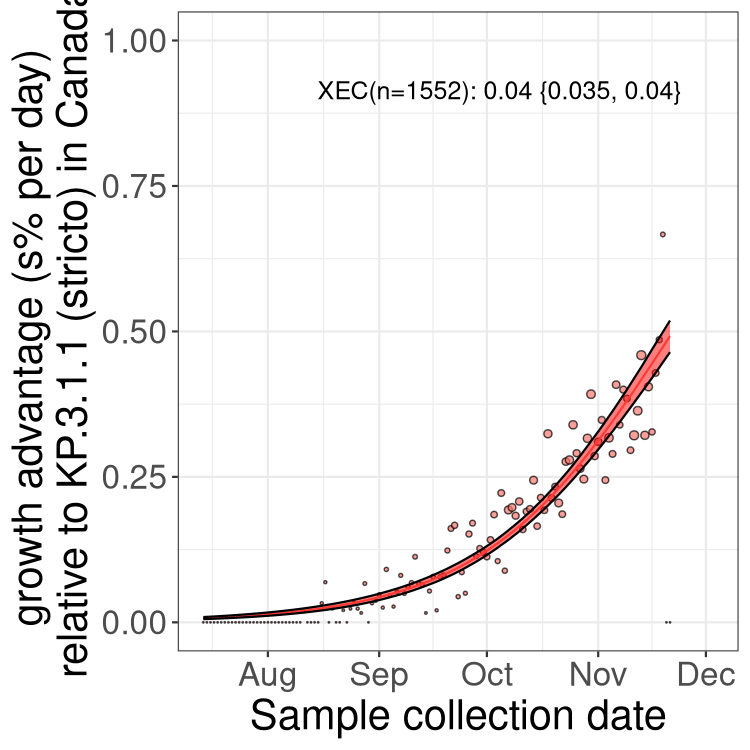 growth advantage (s% per day)
relative to KP.3.1.1 (stricto) in Canada
1.00
0.75
0.50
0.25
0.00
XEC(n=1552): 0.04 {0.035, 0.04}
Aug Sep Oct Nov Dec
Sample collection date